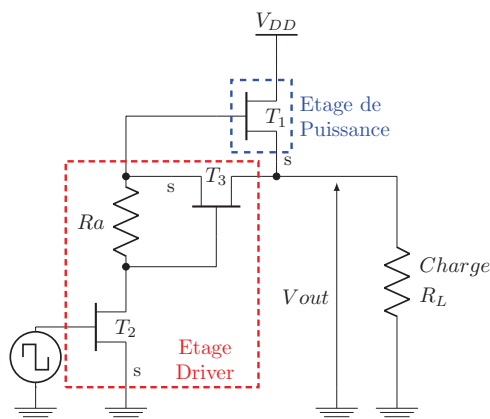 V_DD
Etage de
Puissance
T_1
s
T_3
s
Ra
Charge
R_L
Vout
T_2
s
Etage
Driver